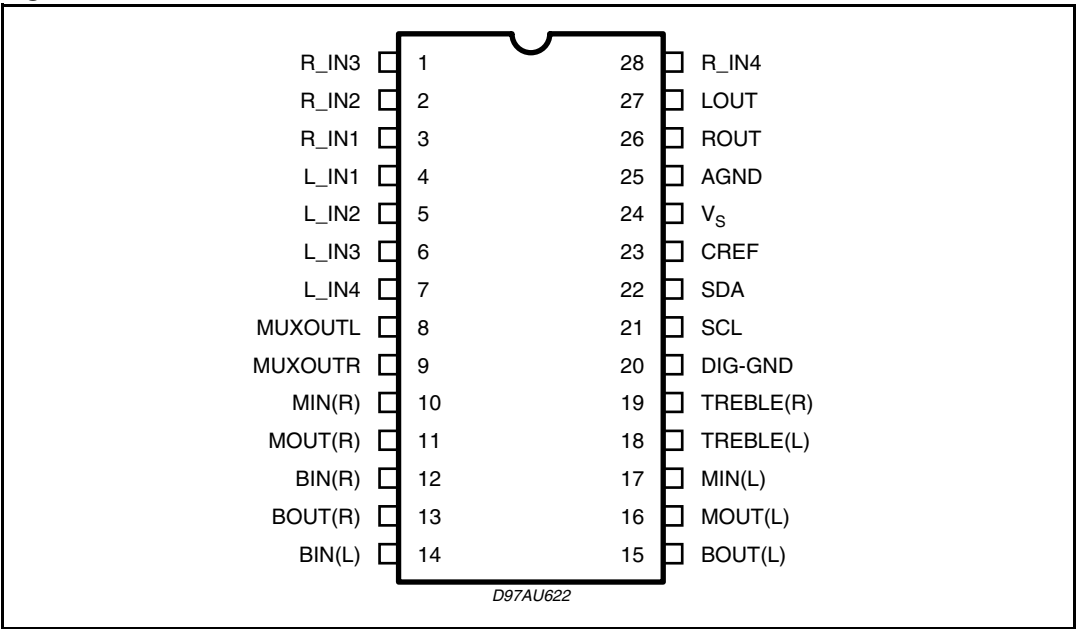 R_IN3 1 28 R_IN4
R_IN2 2 27 LOUT
R_IN1 3 26 ROUT
L_IN1 4 25 AGND
L_IN2 5 24 VS
L_IN3 6 23 CREF
L_IN4 7 22 SDA
MUXOUTL 8 21 SCL
MUXOUTR 9 20 DIG-GND
MIN(R) 10 19 TREBLE(R)
MOUT(R) 11 18 TREBLE(L)
BIN(R) 12 17 MIN(L)
BOUT(R) 13 16 MOUT(L)
BIN(L) 14 15 BOUT(L)
D97AU622